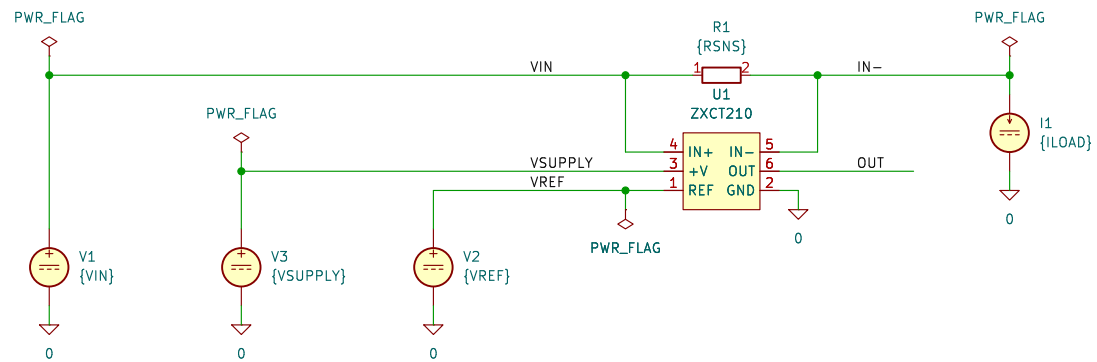 PWR_FLAG
PWR_FLAG
R1
{RSNS}
VIN
1
2
IN-
U1
ZXCT210
PWR_FLAG
I1
{ILOAD}
4 IN+ IN- 5
VSUPPLY
3 +V OUT 6
OUT
VREF
1 REF GND 2
0
0
PWR_FLAG
V1
{VIN}
V3
{VSUPPLY}
V2
{VREF}
0
0
0